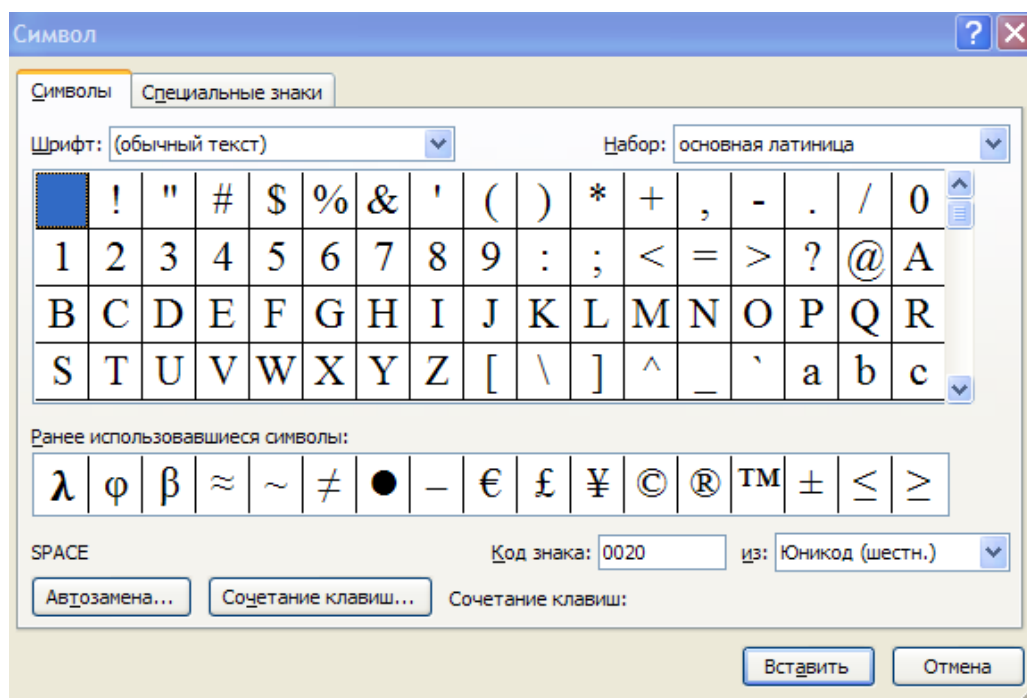 Символ
Символы Специальные знаки
Шрифт: (обычный текст) Набор: основная латиница
! " # $ % & ' ( ) * + , - . / 0
1 2 3 4 5 6 7 8 9 : ; < = > ? @ A
B C D E F G H I J K L M N O P Q R
S T U V W X Y Z [ \ ] ^ _ ` a b c
Ранее использовавшиеся символы:
λ φ β ≈ ~ ≠ ● – € £ ¥ © ® ™ ± ≤ ≥
SPACE Код знака: 0020 из: Юникод (шестн.)
Автозамена... Сочетание клавиш... Сочетание клавиш:
Вставить Отмена